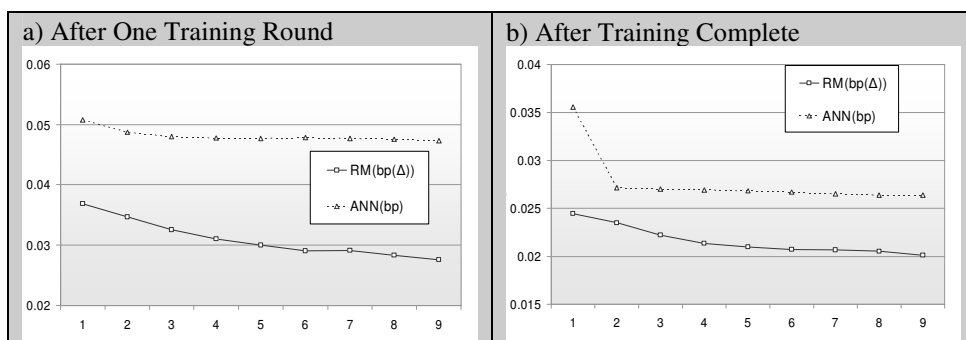 a) After One Training Round
0.06
0.05
0.04
0.03
0.02
RM(bp(Δ))
ANN(bp)
1 2 3 4 5 6 7 8 9
b) After Training Complete
0.04
0.035
0.03
0.025
0.02
0.015
RM(bp(Δ))
ANN(bp)
1 2 3 4 5 6 7 8 9